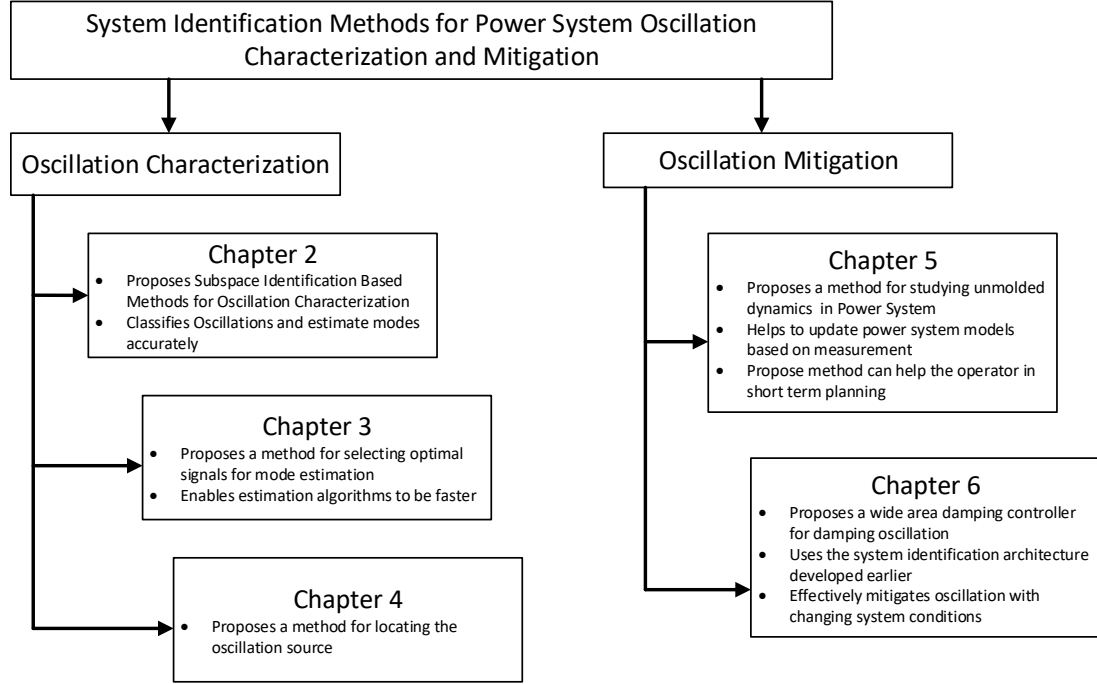 System Identification Methods for Power System Oscillation
Characterization and Mitigation
Oscillation Characterization
Chapter 2
• Proposes Subspace Identification Based
Methods for Oscillation Characterization
• Classifies Oscillations and estimate modes
accurately
Chapter 3
• Proposes a method for selecting optimal
signals for mode estimation
• Enables estimation algorithms to be faster
Chapter 4
• Proposes a method for locating the
oscillation source
Oscillation Mitigation
Chapter 5
• Proposes a method for studying unmolded
dynamics in Power System
• Helps to update power system models
based on measurement
• Propose method can help the operator in
short term planning
Chapter 6
• Proposes a wide area damping controller
for damping oscillation
• Uses the system identification architecture
developed earlier
• Effectively mitigates oscillation with
changing system conditions